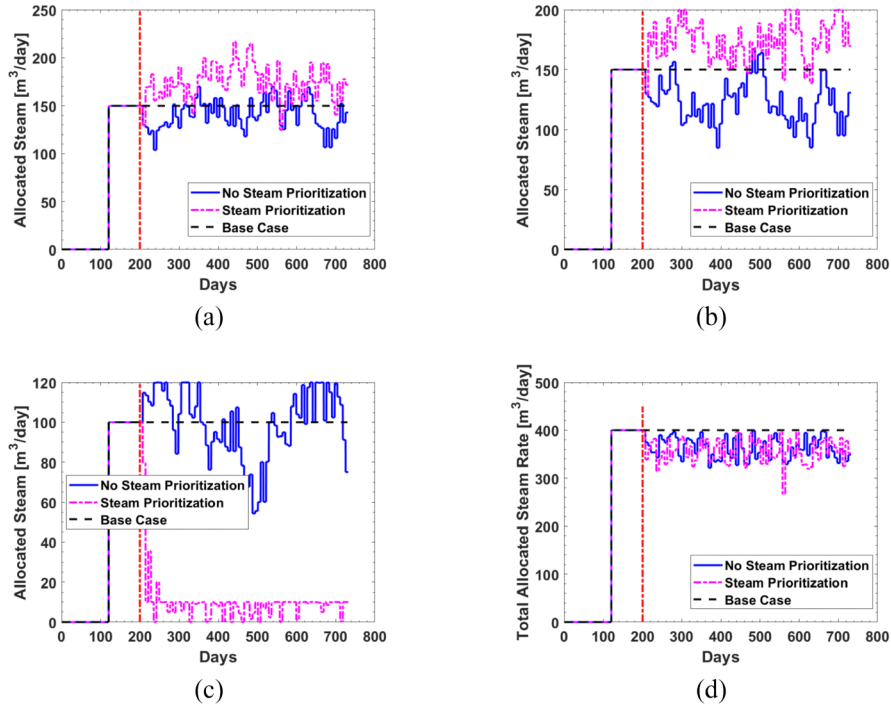 250
200
150
100
50
0
Allocated Steam [m³/day]
0 100 200 300 400 500 600 700 800
Days
No Steam Prioritization
Steam Prioritization
Base Case
(a)
200
150
100
50
0
Allocated Steam [m³/day]
0 100 200 300 400 500 600 700 800
Days
No Steam Prioritization
Steam Prioritization
Base Case
(b)
120
100
80
60
40
20
0
Allocated Steam [m³/day]
0 100 200 300 400 500 600 700 800
Days
No Steam Prioritization
Steam Prioritization
Base Case
(c)
500
400
300
200
100
0
Total Allocated Steam Rate [m³/day]
0 100 200 300 400 500 600 700 800
Days
No Steam Prioritization
Steam Allocation
Base Case
(d)